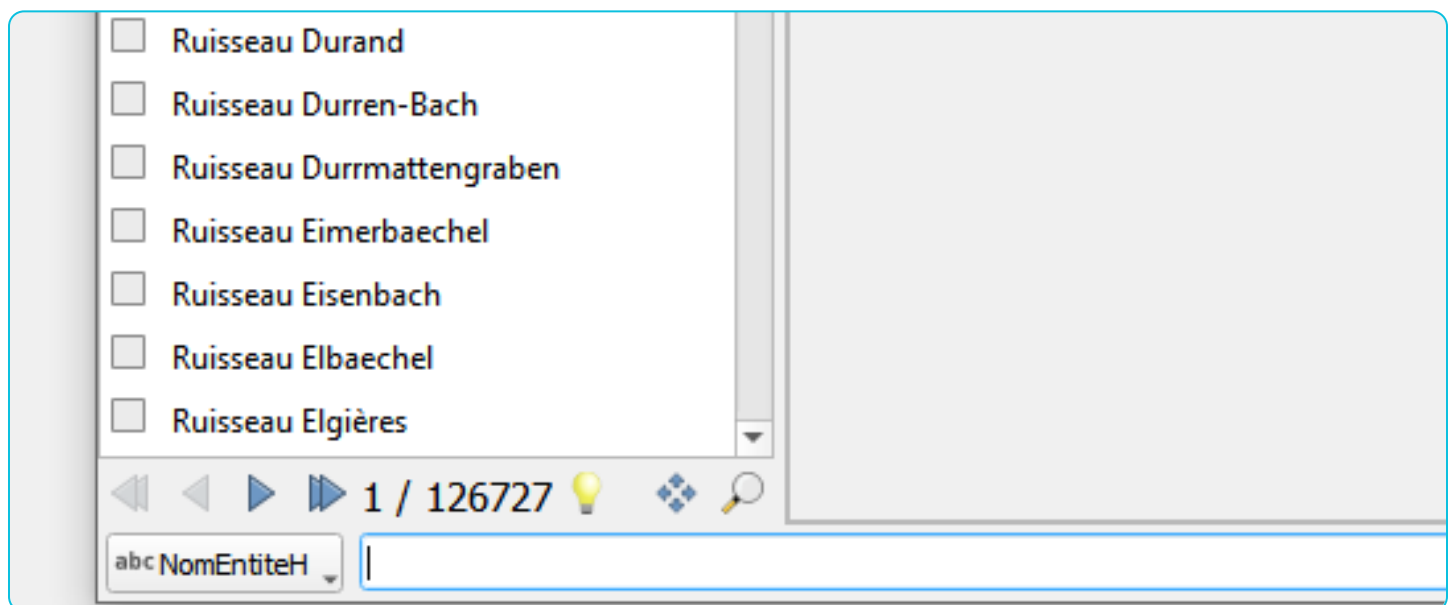 Ruisseau Durand
Ruisseau Durren-Bach
Ruisseau Durrmattengraben
Ruisseau Eimerbaechel
Ruisseau Eisenbach
Ruisseau Elbaechel
Ruisseau Elgières
1 / 126727
abc NomEntiteH